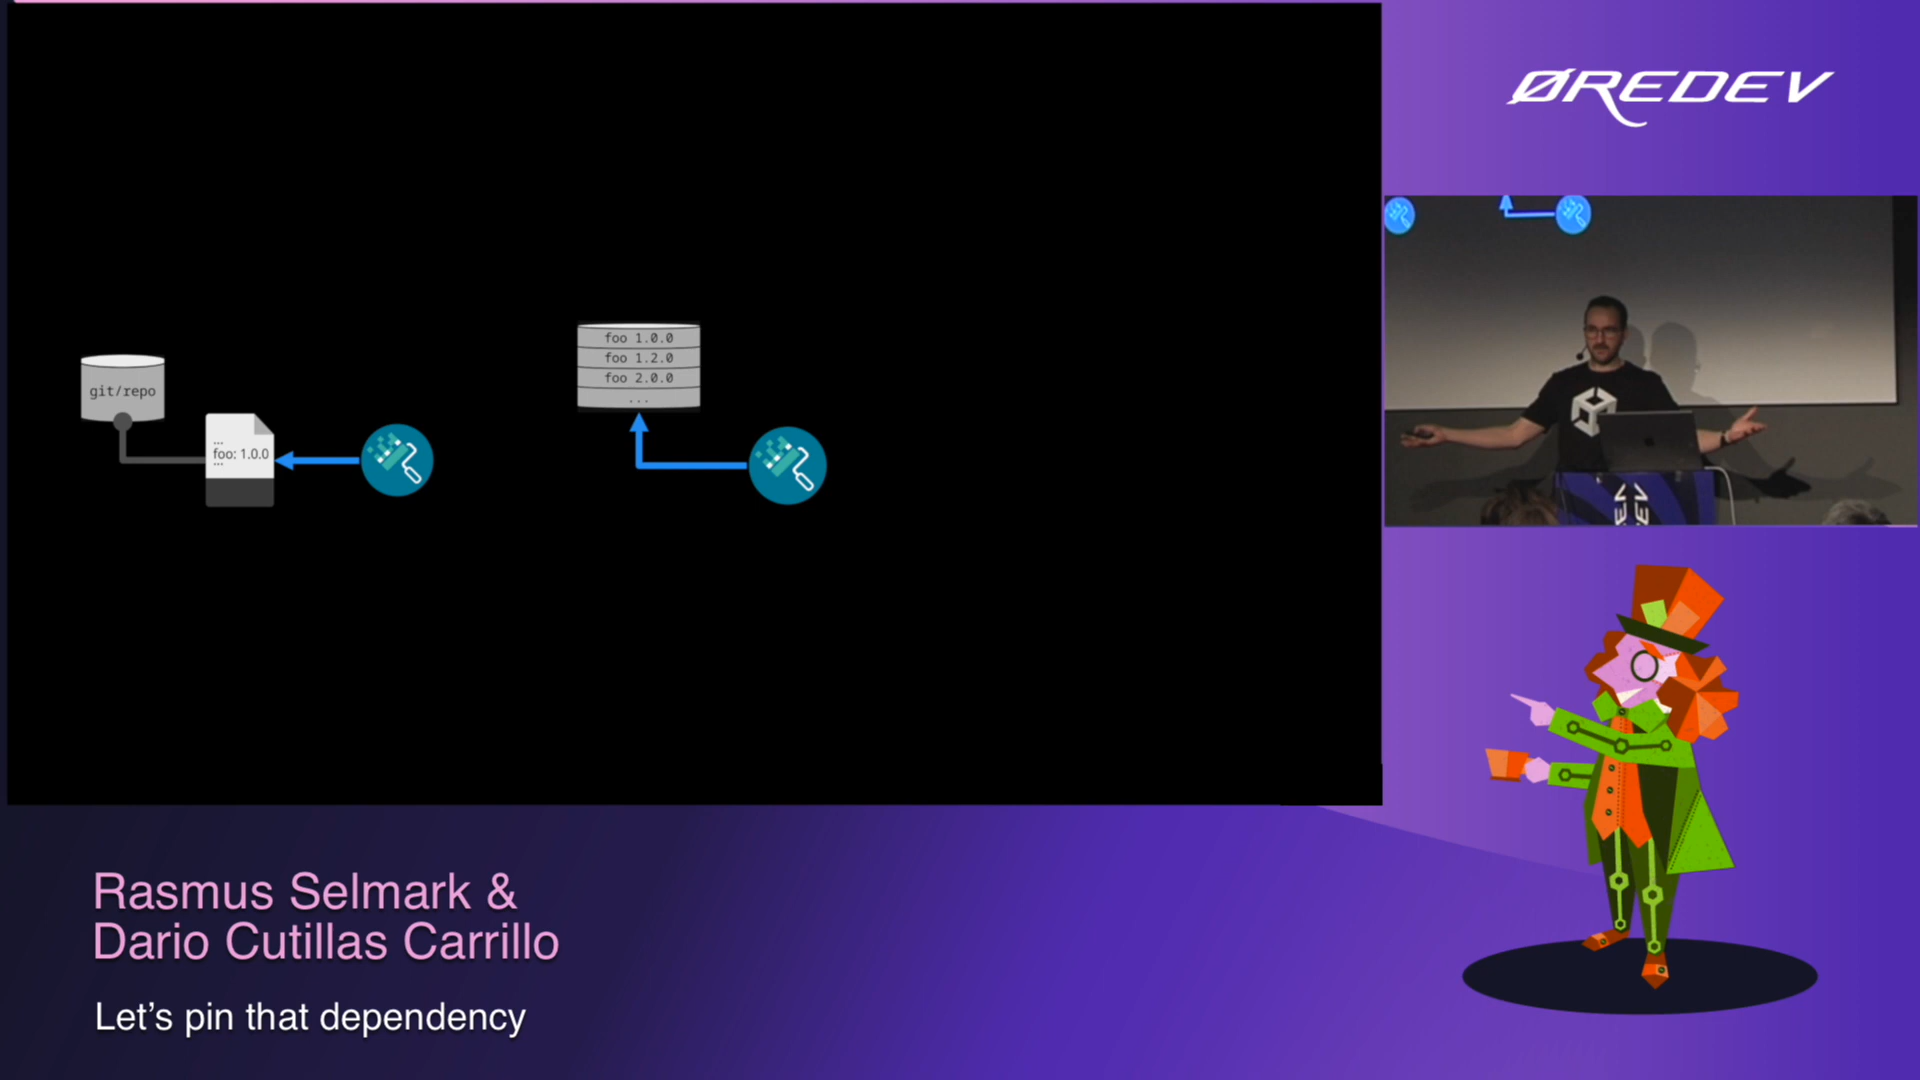 ØREDEV
git/repo
...
foo: 1.0.0
...
foo 1.0.0
foo 1.2.0
foo 2.0.0
...
Rasmus Selmark &
Dario Cutillas Carrillo
Let’s pin that dependency